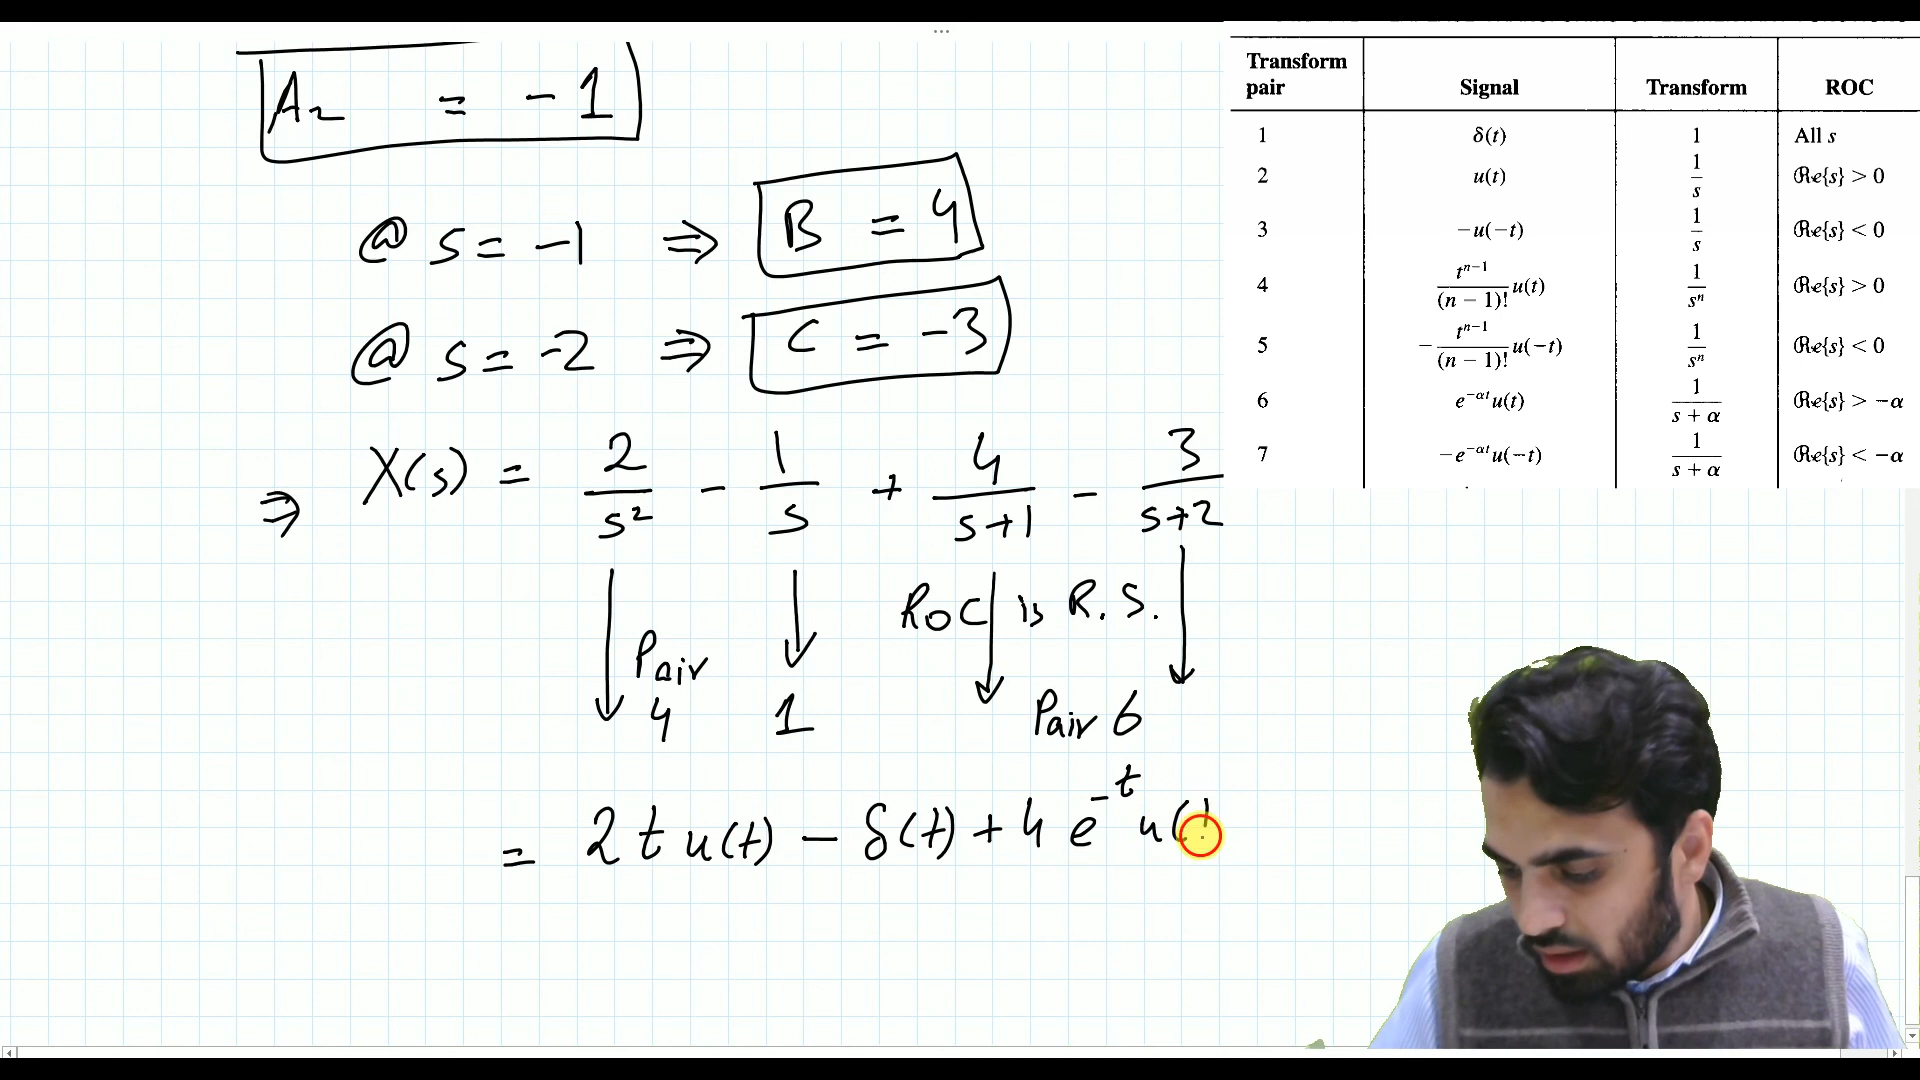 A₂ = -1
@ s = -1 ⇒ B = 4
@ s = -2 ⇒ C = -3
⇒ X(s) = 2/s² - 1/s + 4/(s+1) - 3/(s+2)
ROC is R.S.
Pair 4
1
Pair 6
= 2 t u(t) - δ(t) + 4 e^{-t} u(t
Transform pair Signal Transform ROC
1 δ(t) 1 All s
2 u(t) 1/s ℜe{s} > 0
3 -u(-t) 1/s ℜe{s} < 0
4 t^{n-1}/(n - 1)! u(t) 1/sⁿ ℜe{s} > 0
5 -t^{n-1}/(n - 1)! u(-t) 1/sⁿ ℜe{s} < 0
6 e^{-αt}u(t) 1/(s + α) ℜe{s} > -α
7 -e^{-αt}u(-t) 1/(s + α) ℜe{s} < -α